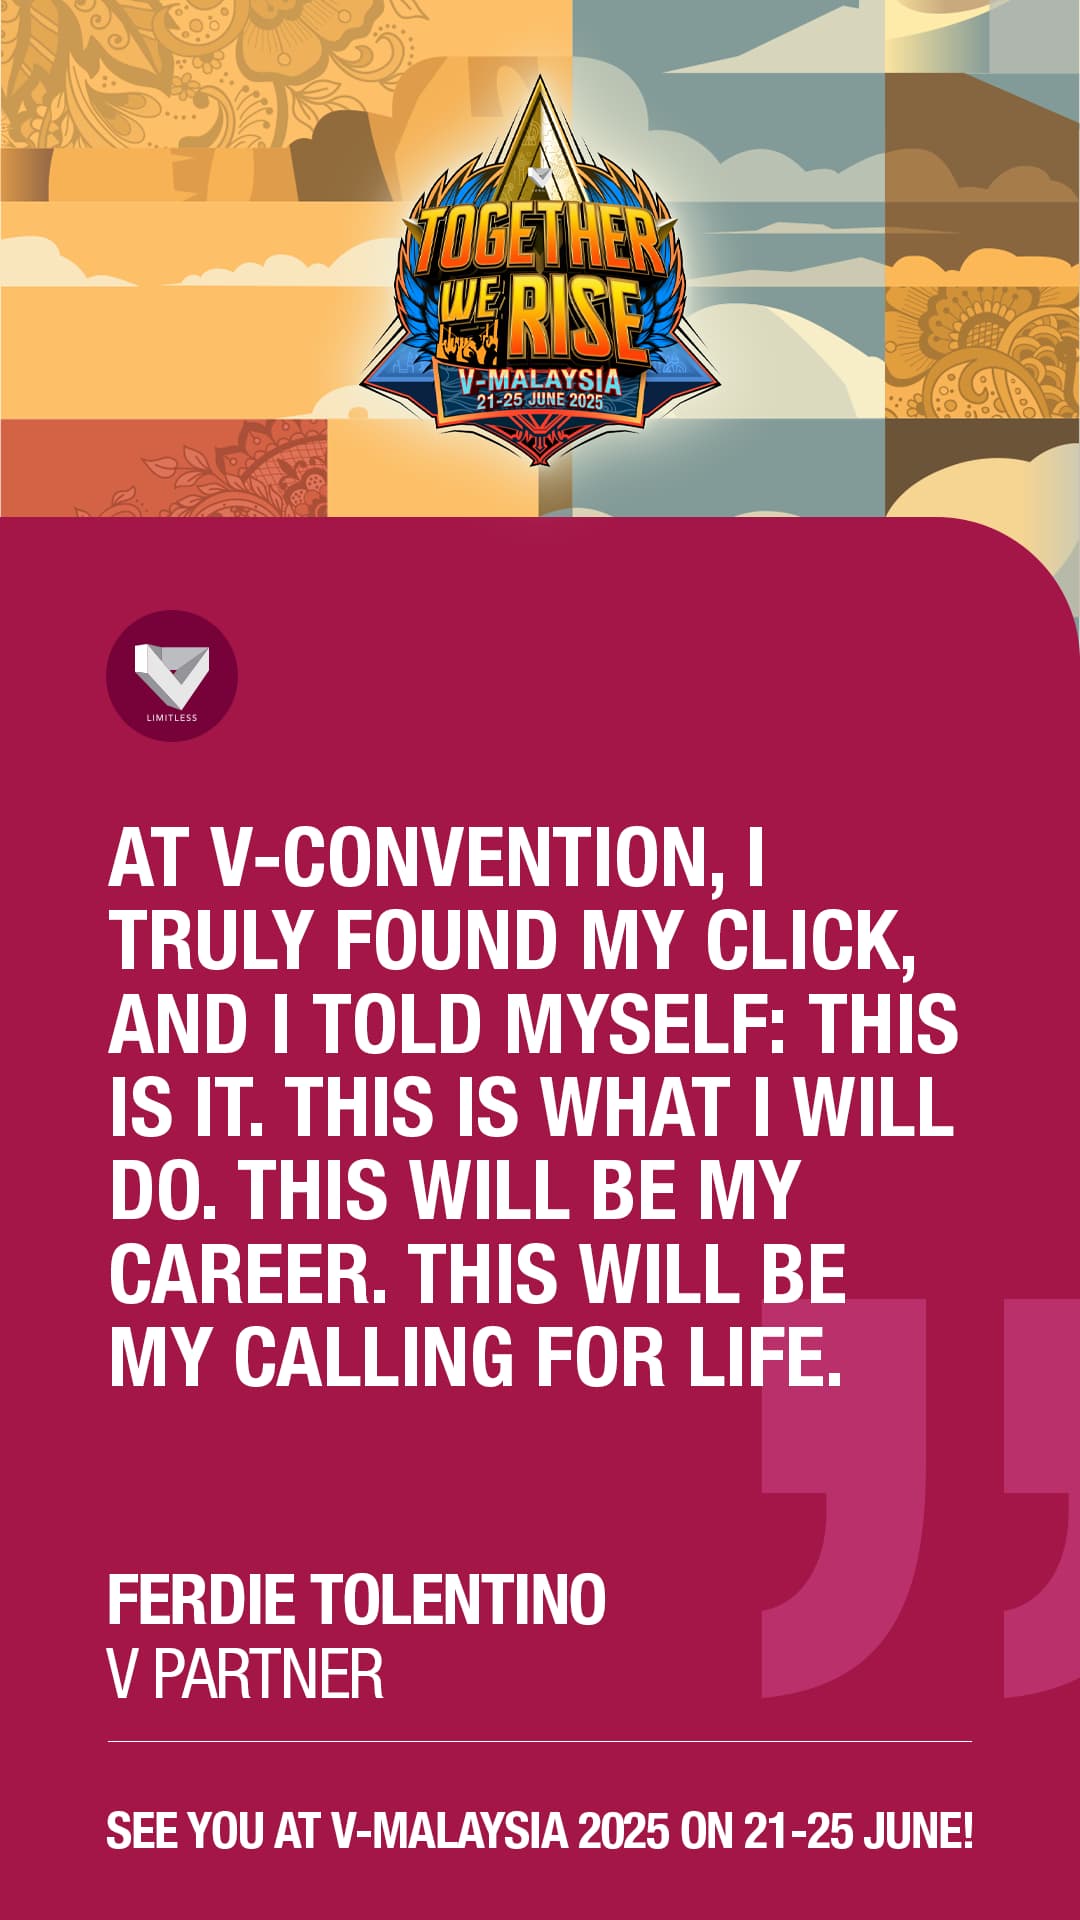 TOGETHER
WE RISE
V-MALAYSIA
21-25 JUNE 2025
LIMITLESS
AT V-CONVENTION, I
TRULY FOUND MY CLICK,
AND I TOLD MYSELF: THIS
IS IT. THIS IS WHAT I WILL
DO. THIS WILL BE MY
CAREER. THIS WILL BE
MY CALLING FOR LIFE.
FERDIE TOLENTINO
V PARTNER
SEE YOU AT V-MALAYSIA 2025 ON 21-25 JUNE!